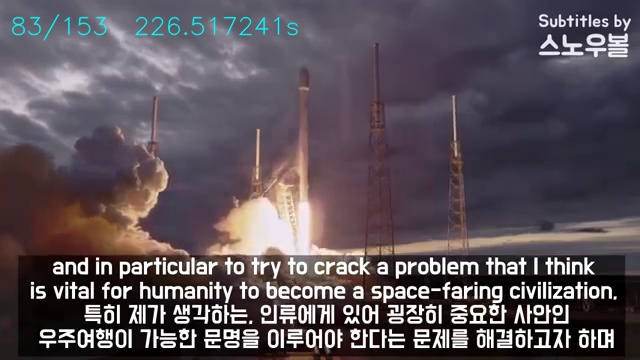 83/153 226.517241s
Subtitles by
스노우볼
and in particular to try to crack a problem that I think
is vital for humanity to become a space-faring civilization,
특히 제가 생각하는, 인류에게 있어 굉장히 중요한 사안인
우주여행이 가능한 문명을 이루어야 한다는 문제를 해결하고자 하며